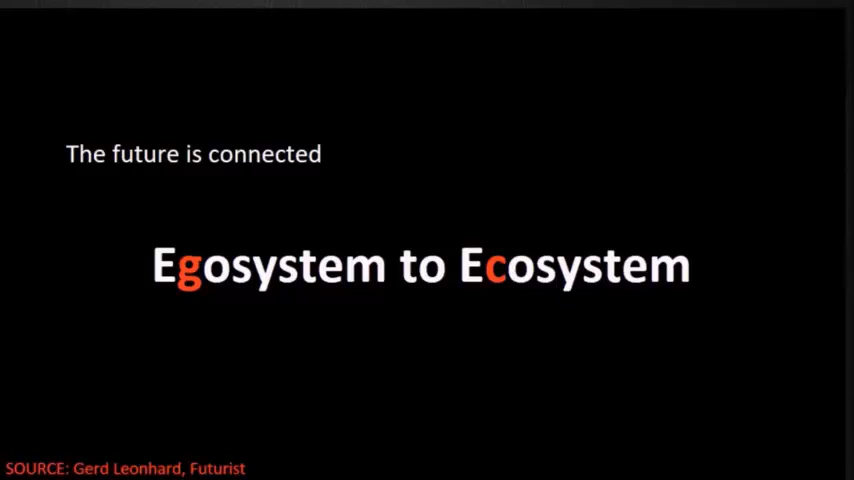 The future is connected
Egosystem to Ecosystem
SOURCE: Gerd Leonhard, Futurist